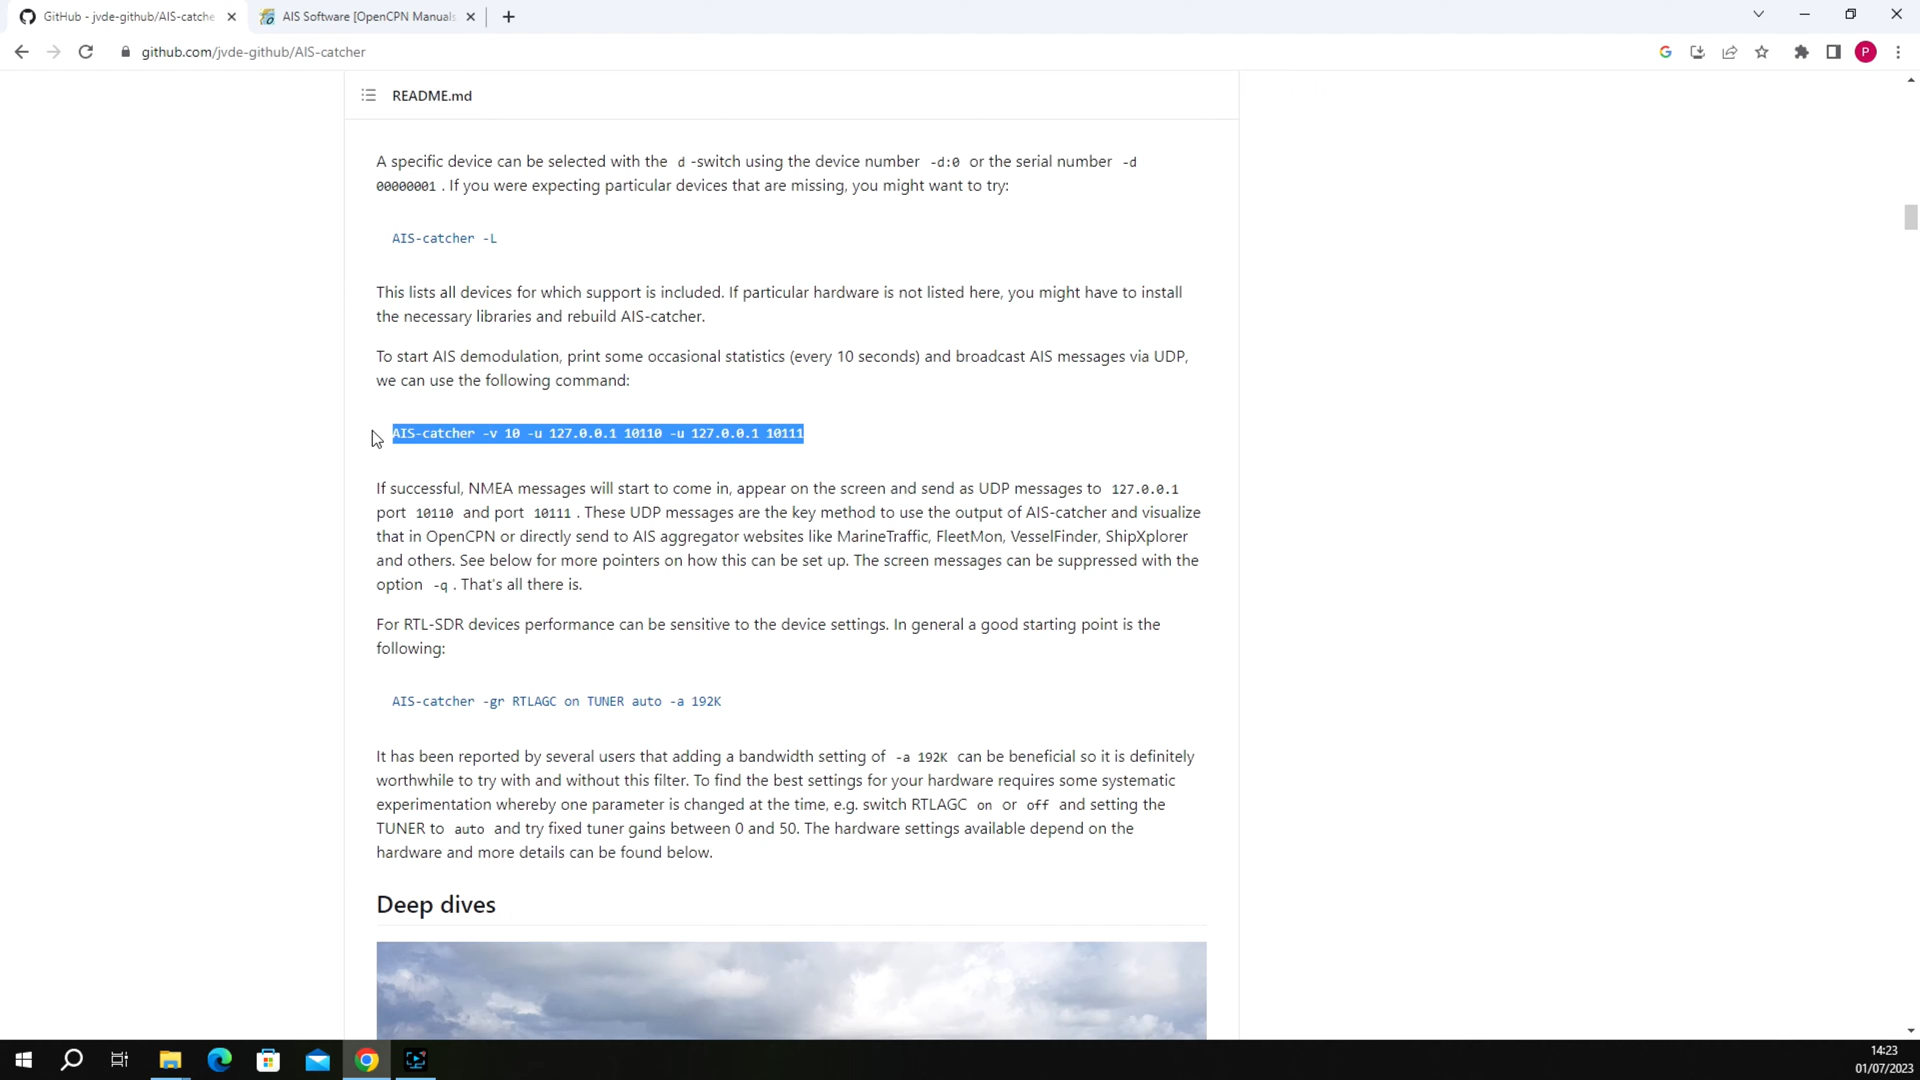 GitHub - jvde-github/AIS-catche
AIS Software [OpenCPN Manuals
github.com/jvde-github/AIS-catcher
P
README.md
A specific device can be selected with the d -switch using the device number -d:0 or the serial number -d
00000001 . If you were expecting particular devices that are missing, you might want to try:
AIS-catcher -L
This lists all devices for which support is included. If particular hardware is not listed here, you might have to install
the necessary libraries and rebuild AIS-catcher.
To start AIS demodulation, print some occasional statistics (every 10 seconds) and broadcast AIS messages via UDP,
we can use the following command:
AIS-catcher -v 10 -u 127.0.0.1 10110 -u 127.0.0.1 10111
If successful, NMEA messages will start to come in, appear on the screen and send as UDP messages to 127.0.0.1
port 10110 and port 10111 . These UDP messages are the key method to use the output of AIS-catcher and visualize
that in OpenCPN or directly send to AIS aggregator websites like MarineTraffic, FleetMon, VesselFinder, ShipXplorer
and others. See below for more pointers on how this can be set up. The screen messages can be suppressed with the
option -q . That's all there is.
For RTL-SDR devices performance can be sensitive to the device settings. In general a good starting point is the
following:
AIS-catcher -gr RTLAGC on TUNER auto -a 192K
It has been reported by several users that adding a bandwidth setting of -a 192K can be beneficial so it is definitely
worthwhile to try with and without this filter. To find the best settings for your hardware requires some systematic
experimentation whereby one parameter is changed at the time, e.g. switch RTLAGC on or off and setting the
TUNER to auto and try fixed tuner gains between 0 and 50. The hardware settings available depend on the
hardware and more details can be found below.
Deep dives
14:23
01/07/2023